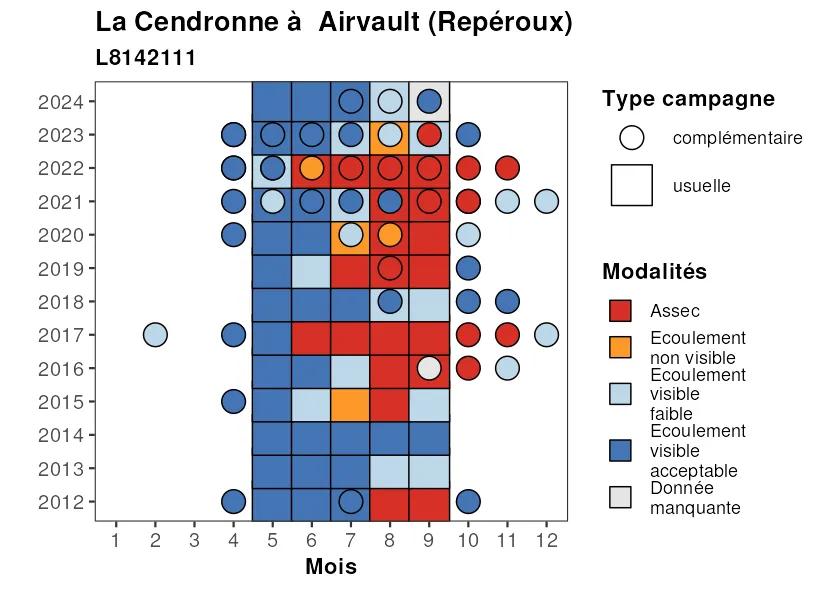 La Cendronne à  Airvault (Repéroux)
L8142111
2024
2023
2022
2021
2020
2019
2018
2017
2016
2015
2014
2013
2012
1 2 3 4 5 6 7 8 9 10 11 12
Mois
Type campagne
complémentaire
usuelle
Modalités
Assec
Ecoulement
non visible
Ecoulement
visible
faible
Ecoulement
visible
acceptable
Donnée
manquante